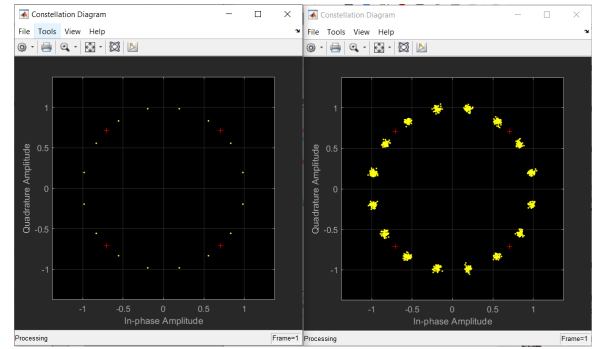 Constellation Diagram
File Tools View Help
1
0.5
0
-0.5
-1
Quadrature Amplitude
-1 -0.5 0 0.5 1
In-phase Amplitude
Processing Frame=1
Constellation Diagram
File Tools View Help
1
0.5
0
-0.5
-1
Quadrature Amplitude
-1 -0.5 0 0.5 1
In-phase Amplitude
Processing Frame=1